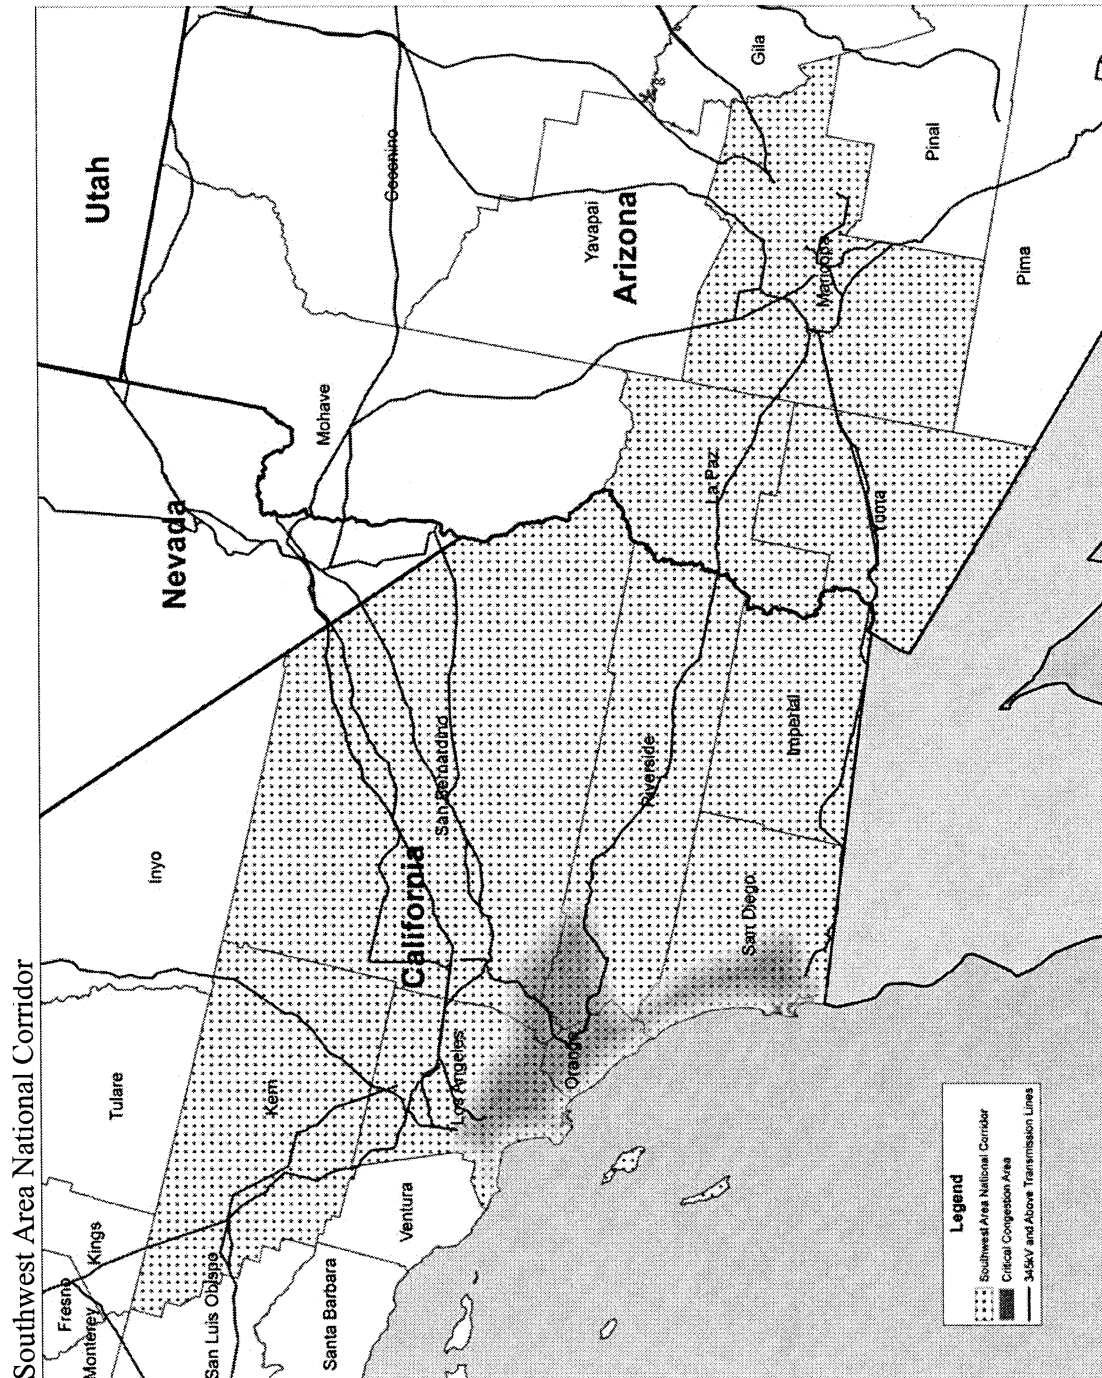 Southwest Area National Corridor
Fresno
Monterey
Kings
Tulare
Inyo
Nevada
Utah
San Luis Obispo
Kern
Santa Barbara
Ventura
Los Angeles
California
San Bernardino
Mohave
Coconino
Orange
Riverside
La Paz
Yavapai
Arizona
Gila
San Diego
Imperial
Yuma
Maricopa
Pinal
Pima
Legend
Southwest Area National Corridor
Critical Congestion Area
345kV and Above Transmission Lines